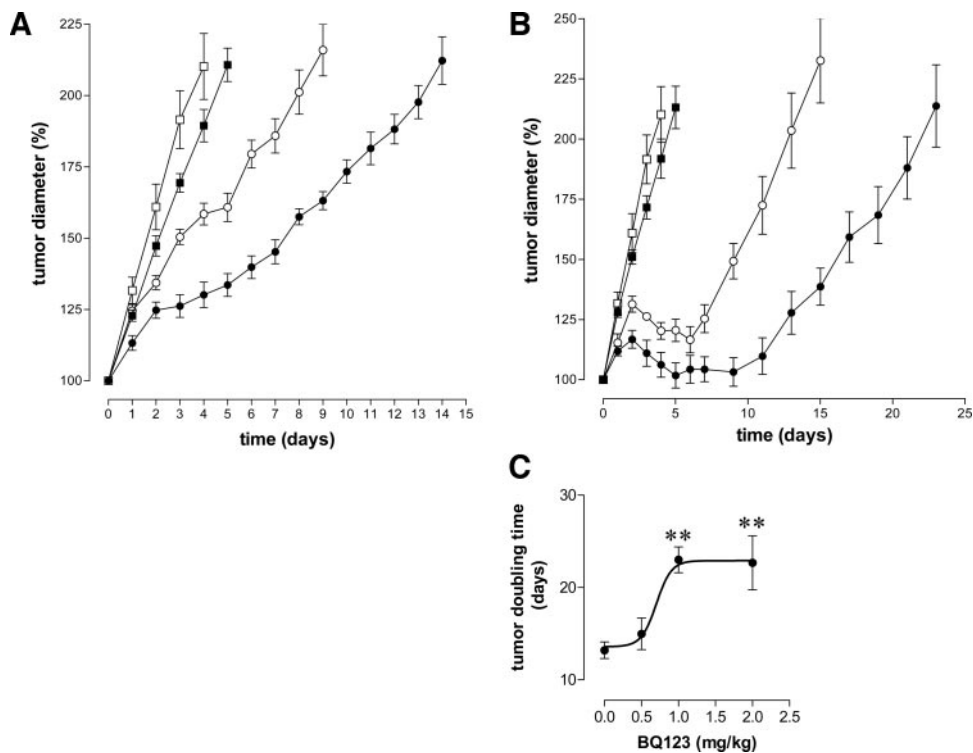 A
225
200
175
150
125
100
tumor diameter (%)
0 1 2 3 4 5 6 7 8 9 10 11 12 13 14 15
time (days)
B
250
225
200
175
150
125
100
tumor diameter (%)
0 5 10 15 20 25
time (days)
C
30
20
10
tumor doubling time
(days)
** **
0.0 0.5 1.0 1.5 2.0 2.5
BQ123 (mg/kg)